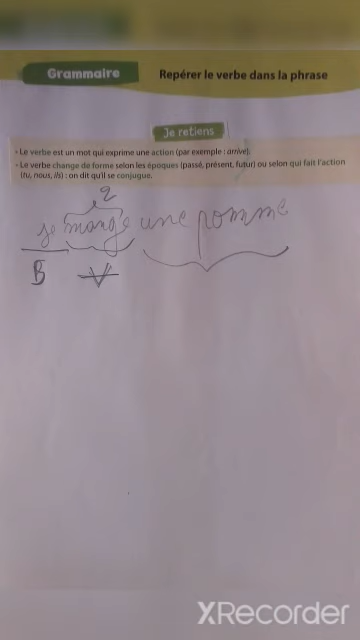 Grammaire Repérer le verbe dans la phrase
Je retiens
• Le verbe est un mot qui exprime une action (par exemple : arrive).
• Le verbe change de forme selon les époques (passé, présent, futur) ou selon qui fait l'action
(tu, nous, ils) : on dit qu'il se conjugue.
2
je mange une pomme
B V
XRecorder